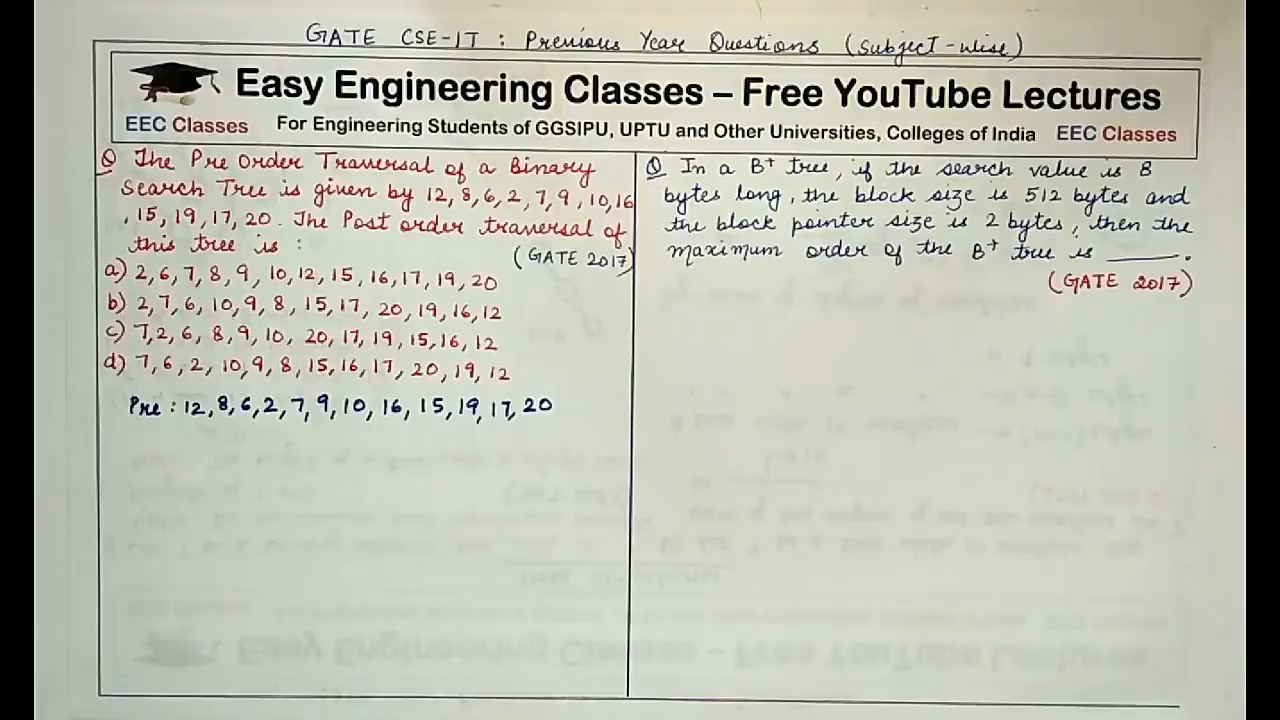 GATE CSE-IT : Previous Year Questions (Subject-wise)
Easy Engineering Classes – Free YouTube Lectures
EEC Classes For Engineering Students of GGSIPU, UPTU and Other Universities, Colleges of India EEC Classes
Q The Pre Order Traversal of a Binary
Search Tree is given by 12, 8, 6, 2, 7, 9, 10, 16
, 15, 19, 17, 20. The Post order traversal of
this tree is :
(GATE 2017)
a) 2, 6, 7, 8, 9, 10, 12, 15, 16, 17, 19, 20
b) 2, 7, 6, 10, 9, 8, 15, 17, 20, 19, 16, 12
c) 7, 2, 6, 8, 9, 10, 20, 17, 19, 15, 16, 12
d) 7, 6, 2, 10, 9, 8, 15, 16, 17, 20, 19, 12
Pre : 12, 8, 6, 2, 7, 9, 10, 16, 15, 19, 17, 20
Q In a B+ tree, if the search value is 8
bytes long, the block size is 512 bytes and
the block pointer size is 2 bytes, then the
maximum order of the B+ tree is ______.
(GATE 2017)